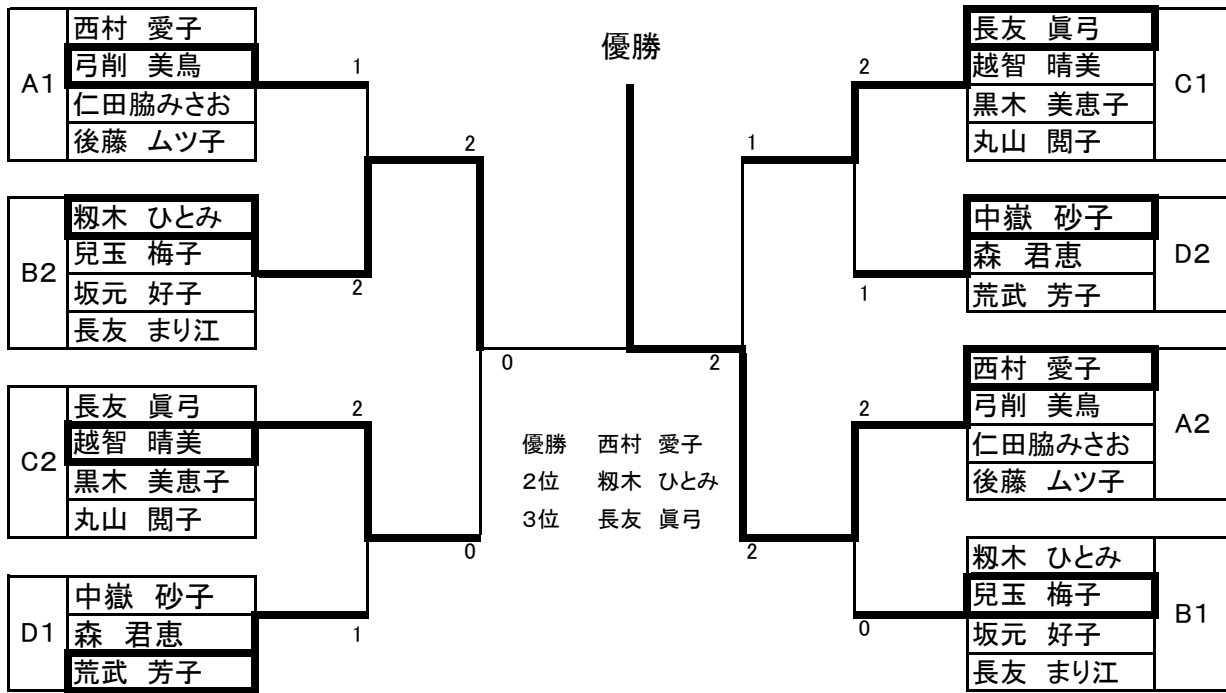 優勝
A1
西村 愛子
弓削 美鳥
仁田脇みさお
後藤 ムツ子
1
B2
籾木 ひとみ
兒玉 梅子
坂元 好子
長友 まり江
2
2
C2
長友 眞弓
越智 晴美
黒木 美恵子
丸山 閲子
2
D1
中嶽 砂子
森 君恵
荒武 芳子
1
0
0
2
優勝 西村 愛子
2位 籾木 ひとみ
3位 長友 眞弓
C1
長友 眞弓
越智 晴美
黒木 美恵子
丸山 閲子
2
D2
中嶽 砂子
森 君恵
荒武 芳子
1
1
A2
西村 愛子
弓削 美鳥
仁田脇みさお
後藤 ムツ子
2
B1
籾木 ひとみ
兒玉 梅子
坂元 好子
長友 まり江
0
2